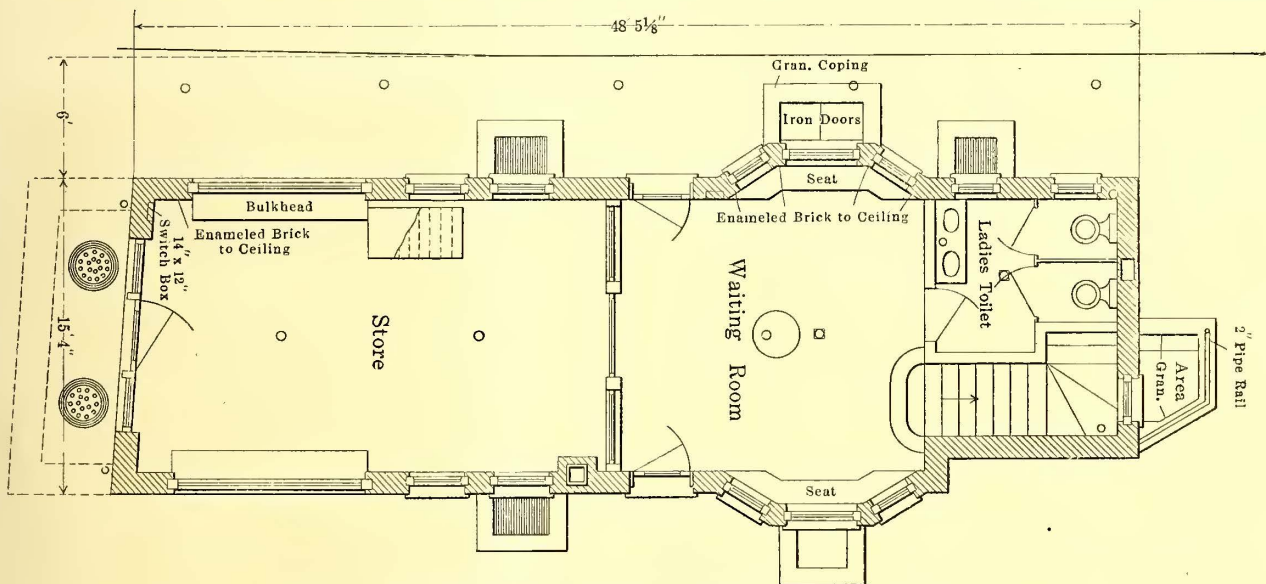 48 5⅛"
Gran. Coping
6'
Iron Doors
Seat
Bulkhead
Enameled Brick to Ceiling
Enameled Brick
to Ceiling
14" x 12"
Switch Box
Ladies Toilet
15'4"
Store
Waiting Room
2" Pipe Rail
Area
Gran.
Seat